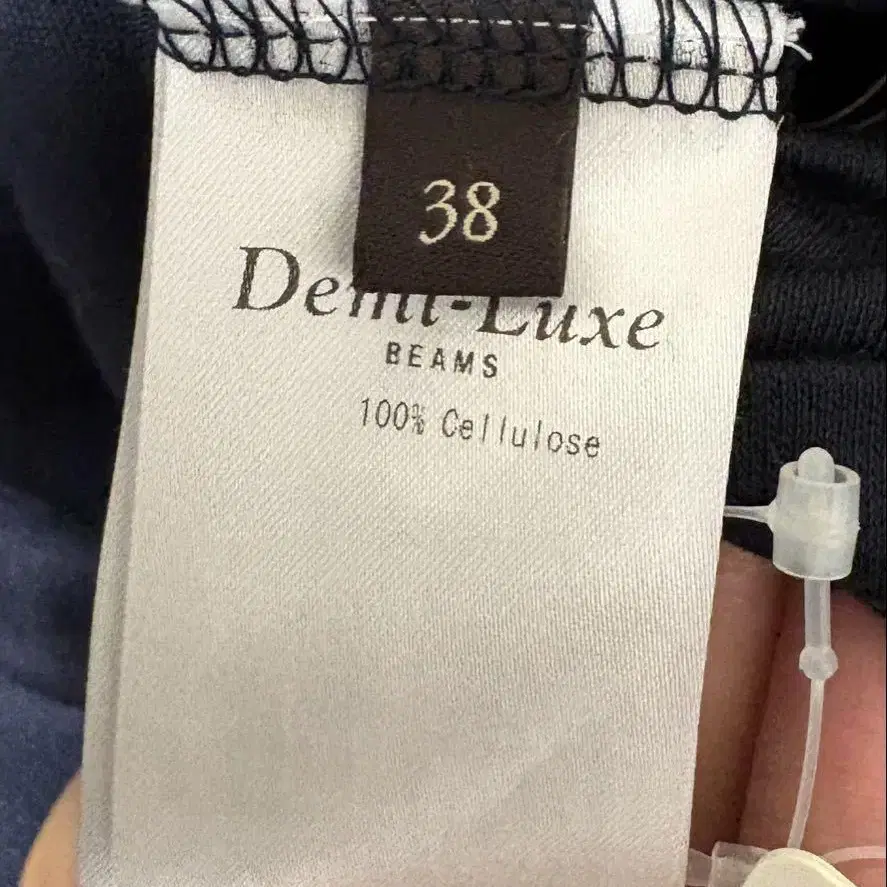 38
Demi-Luxe
BEAMS
100% Cellulose